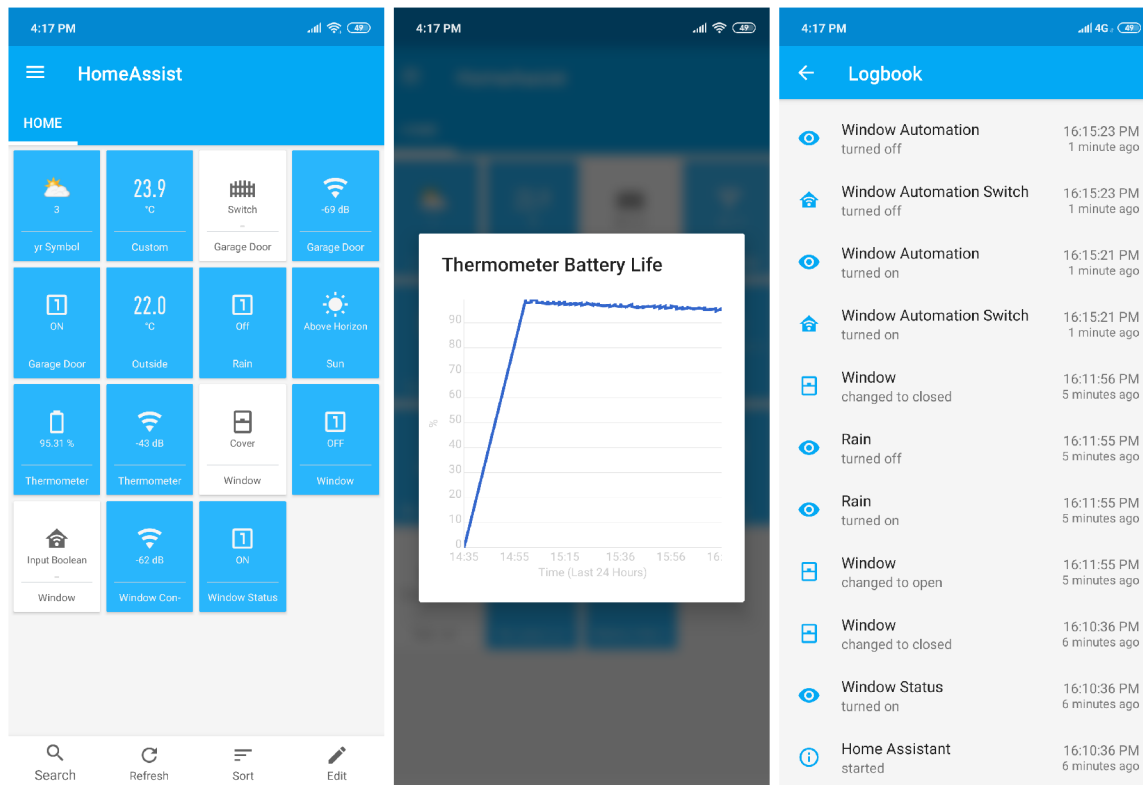 4:17 PM
49
HomeAssist
HOME
3
yr Symbol
23.9
°C
Custom
Switch
–
Garage Door
-69 dB
Garage Door
1
ON
Garage Door
22.0
°C
Outside
1
Off
Rain
Above Horizon
Sun
95.31 %
Thermometer
-43 dB
Thermometer
Cover
Window
1
OFF
Window
Input Boolean
–
Window
-62 dB
Window Con-
1
ON
Window Status
Search
Refresh
Sort
Edit
4:17 PM
49
HomeAssist
Thermometer Battery Life
90
80
70
60
50
40
30
20
10
0
%
14:35 14:55 15:15 15:36 15:56 16:
Time (Last 24 Hours)
4:17 PM
4G
49
Logbook
Window Automation 16:15:23 PM
turned off 1 minute ago
Window Automation Switch 16:15:23 PM
turned off 1 minute ago
Window Automation 16:15:21 PM
turned on 1 minute ago
Window Automation Switch 16:15:21 PM
turned on 1 minute ago
Window 16:11:56 PM
changed to closed 5 minutes ago
Rain 16:11:55 PM
turned off 5 minutes ago
Rain 16:11:55 PM
turned on 5 minutes ago
Window 16:11:55 PM
changed to open 5 minutes ago
Window 16:10:36 PM
changed to closed 6 minutes ago
Window Status 16:10:36 PM
turned on 6 minutes ago
Home Assistant 16:10:36 PM
started 6 minutes ago